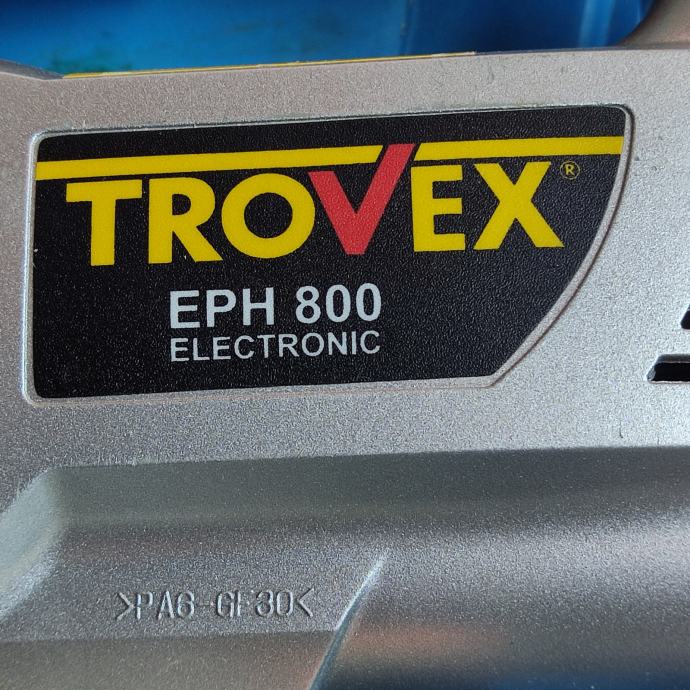 TROVEX®
EPH 800
ELECTRONIC
>PA6-GF30<